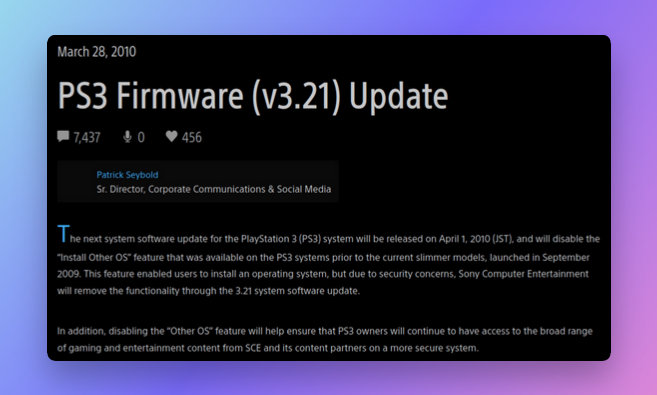 March 28, 2010
PS3 Firmware (v3.21) Update
7,437 0 456
Patrick Seybold
Sr. Director, Corporate Communications & Social Media
The next system software update for the PlayStation 3 (PS3) system will be released on April 1, 2010 (JST), and will disable the
“Install Other OS” feature that was available on the PS3 systems prior to the current slimmer models, launched in September
2009. This feature enabled users to install an operating system, but due to security concerns, Sony Computer Entertainment
will remove the functionality through the 3.21 system software update.
In addition, disabling the “Other OS” feature will help ensure that PS3 owners will continue to have access to the broad range
of gaming and entertainment content from SCE and its content partners on a more secure system.